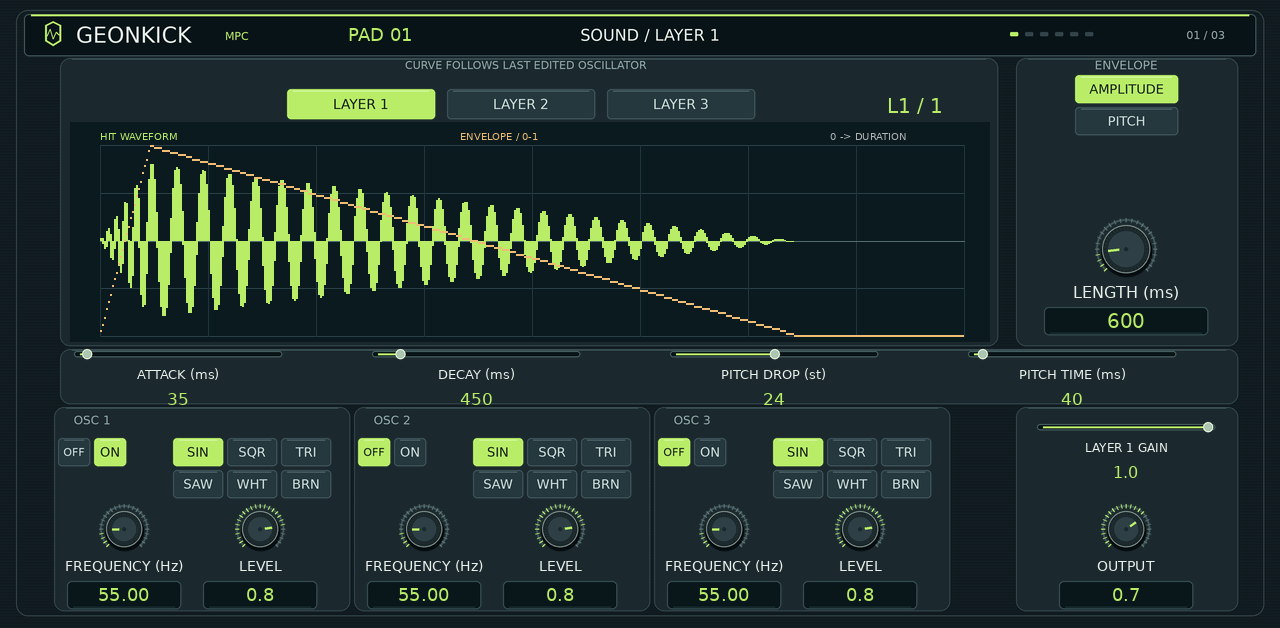 GEONKICK MPC PAD 01 SOUND / LAYER 1 01 / 03
CURVE FOLLOWS LAST EDITED OSCILLATOR
ENVELOPE
LAYER 1 LAYER 2 LAYER 3 L1 / 1
AMPLITUDE
PITCH
HIT WAVEFORM ENVELOPE / 0-1 0 -> DURATION
LENGTH (ms)
600
ATTACK (ms) DECAY (ms) PITCH DROP (st) PITCH TIME (ms)
35 450 24 40
OSC 1
OFF ON SIN SQR TRI
SAW WHT BRN
FREQUENCY (Hz) LEVEL
55.00 0.8
OSC 2
OFF ON SIN SQR TRI
SAW WHT BRN
FREQUENCY (Hz) LEVEL
55.00 0.8
OSC 3
OFF ON SIN SQR TRI
SAW WHT BRN
FREQUENCY (Hz) LEVEL
55.00 0.8
LAYER 1 GAIN
1.0
OUTPUT
0.7